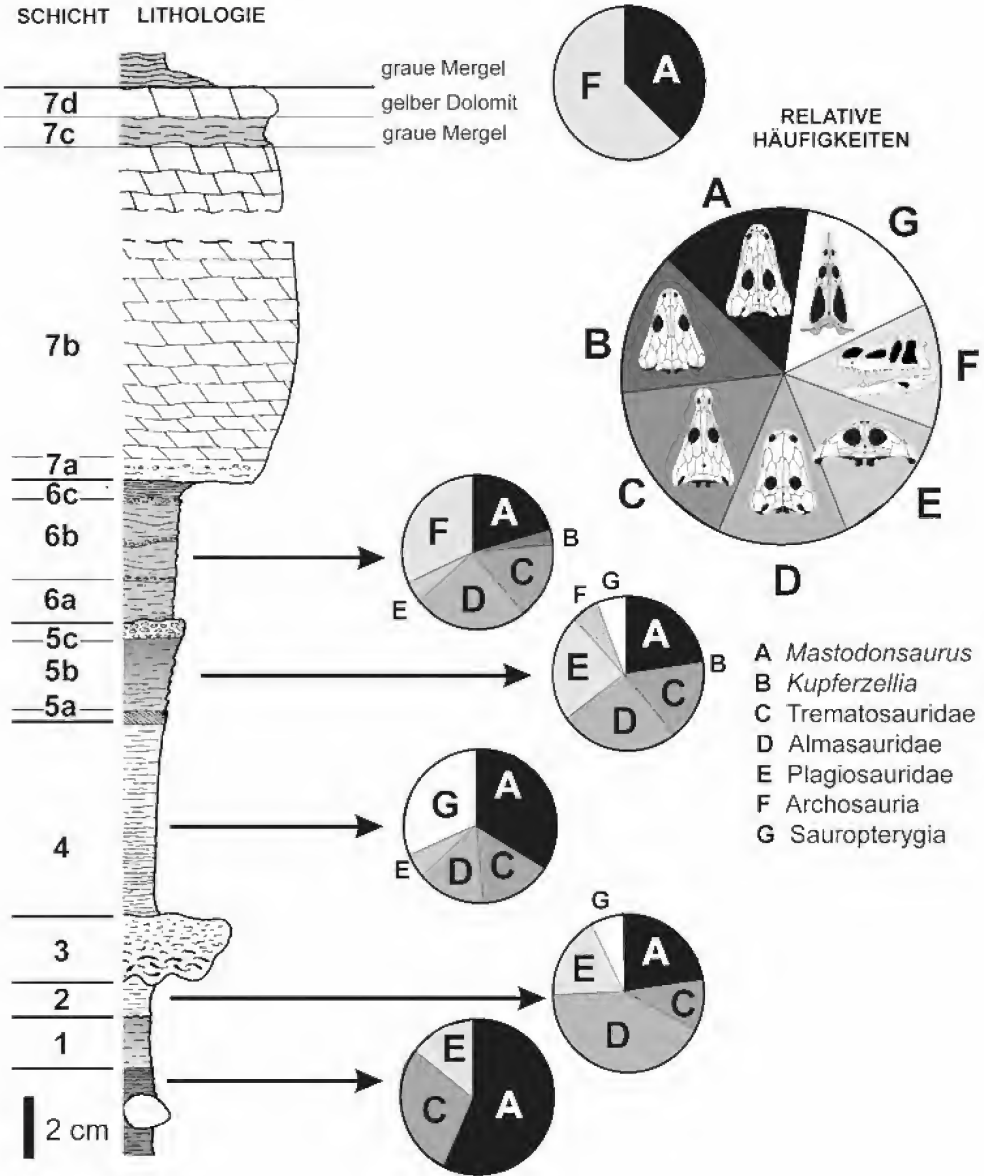 SCHICHT LITHOLOGIE
graue Mergel
7d gelber Dolomit
7c graue Mergel
F A
RELATIVE
HÄUFIGKEITEN
A
G
B
F
C
E
D
7b
7a
6c
6b
6a
F A B C D E
5c
5b
5a
F G A B C D E
A Mastodonsaurus
B Kupferzellia
C Trematosauridae
D Almasauridae
E Plagiosauridae
F Archosauria
G Sauropterygia
4
G A E D C
3
2
G E A C D
1
E C A
2 cm